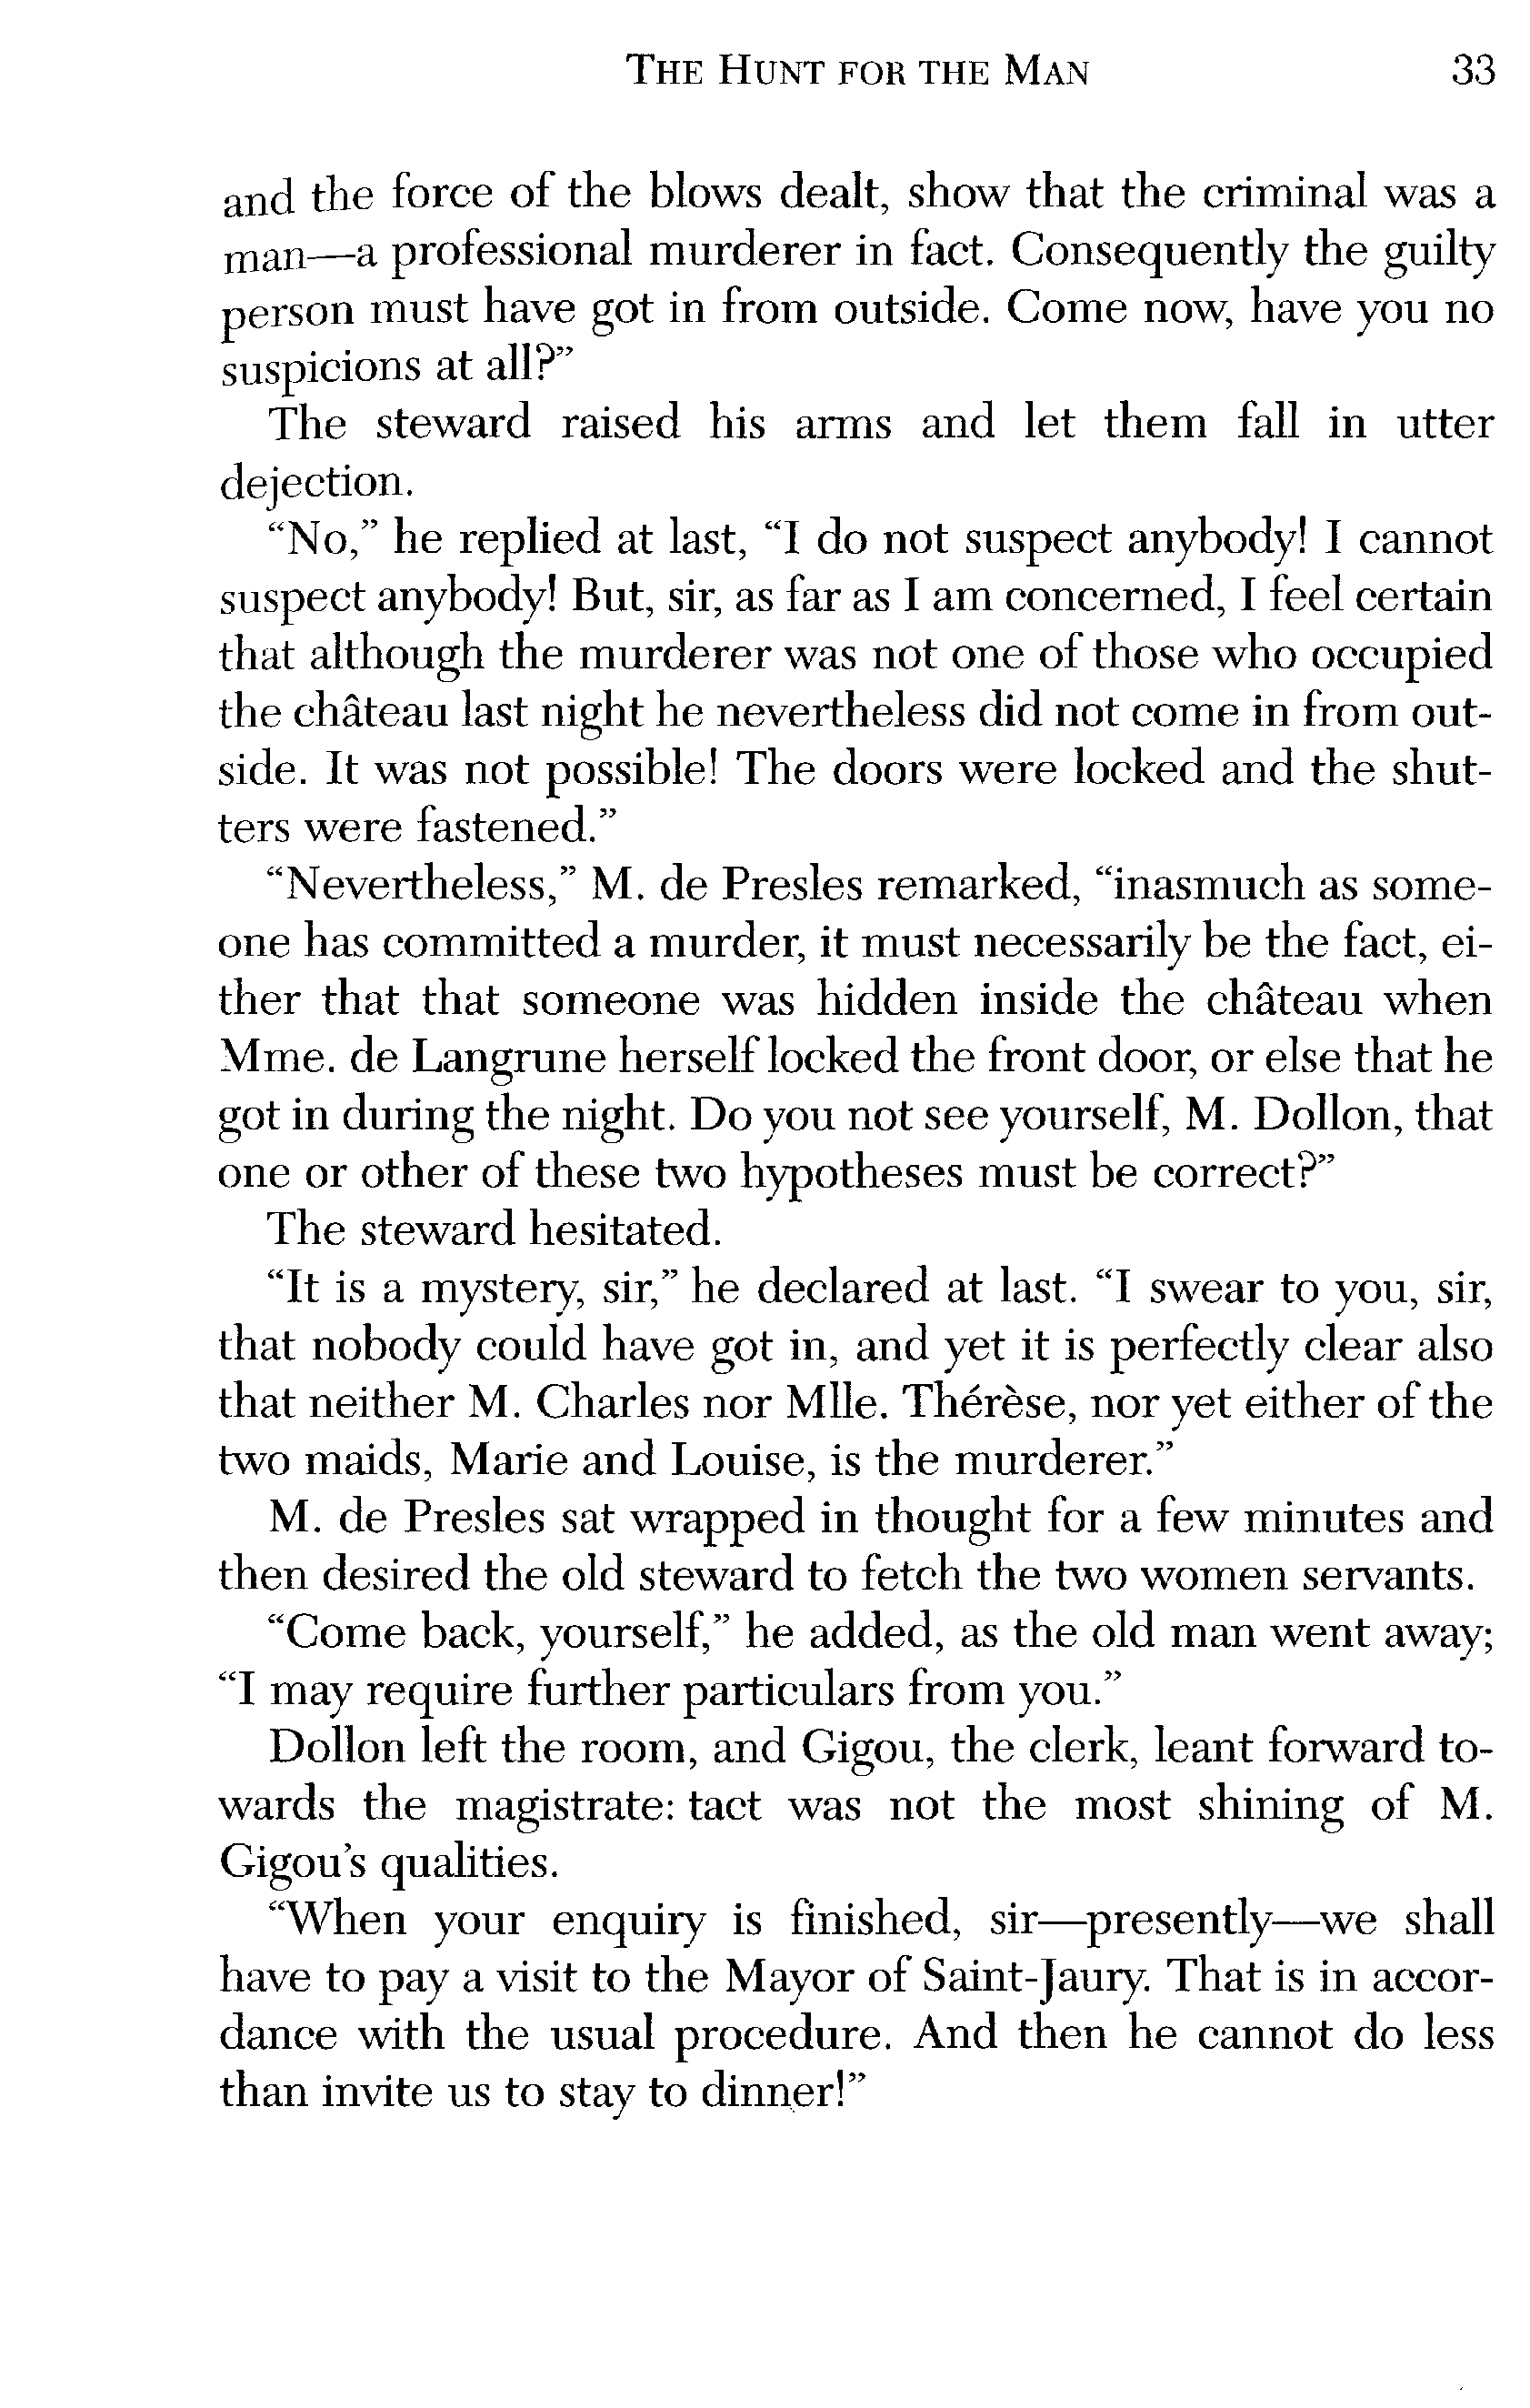 THE HUNT FOR THE MAN 33
and the force of the blows dealt, show that the criminal was a
man—a professional murderer in fact. Consequently the guilty
person must have got in from outside. Come now, have you no
suspicions at all?”
The steward raised his arms and let them fall in utter
dejection.
“No,” he replied at last, “I do not suspect anybody! I cannot
suspect anybody! But, sir, as far as I am concerned, I feel certain
that although the murderer was not one of those who occupied
the château last night he nevertheless did not come in from out-
side. It was not possible! The doors were locked and the shut-
ters were fastened.”
“Nevertheless,” M. de Presles remarked, “inasmuch as some-
one has committed a murder, it must necessarily be the fact, ei-
ther that that someone was hidden inside the château when
Mme. de Langrune herself locked the front door, or else that he
got in during the night. Do you not see yourself, M. Dollon, that
one or other of these two hypotheses must be correct?”
The steward hesitated.
“It is a mystery, sir,” he declared at last. “I swear to you, sir,
that nobody could have got in, and yet it is perfectly clear also
that neither M. Charles nor Mlle. Thérèse, nor yet either of the
two maids, Marie and Louise, is the murderer.”
M. de Presles sat wrapped in thought for a few minutes and
then desired the old steward to fetch the two women servants.
“Come back, yourself,” he added, as the old man went away;
“I may require further particulars from you.”
Dollon left the room, and Gigou, the clerk, leant forward to-
wards the magistrate: tact was not the most shining of M.
Gigou’s qualities.
“When your enquiry is finished, sir—presently—we shall
have to pay a visit to the Mayor of Saint-Jaury. That is in accor-
dance with the usual procedure. And then he cannot do less
than invite us to stay to dinner!”